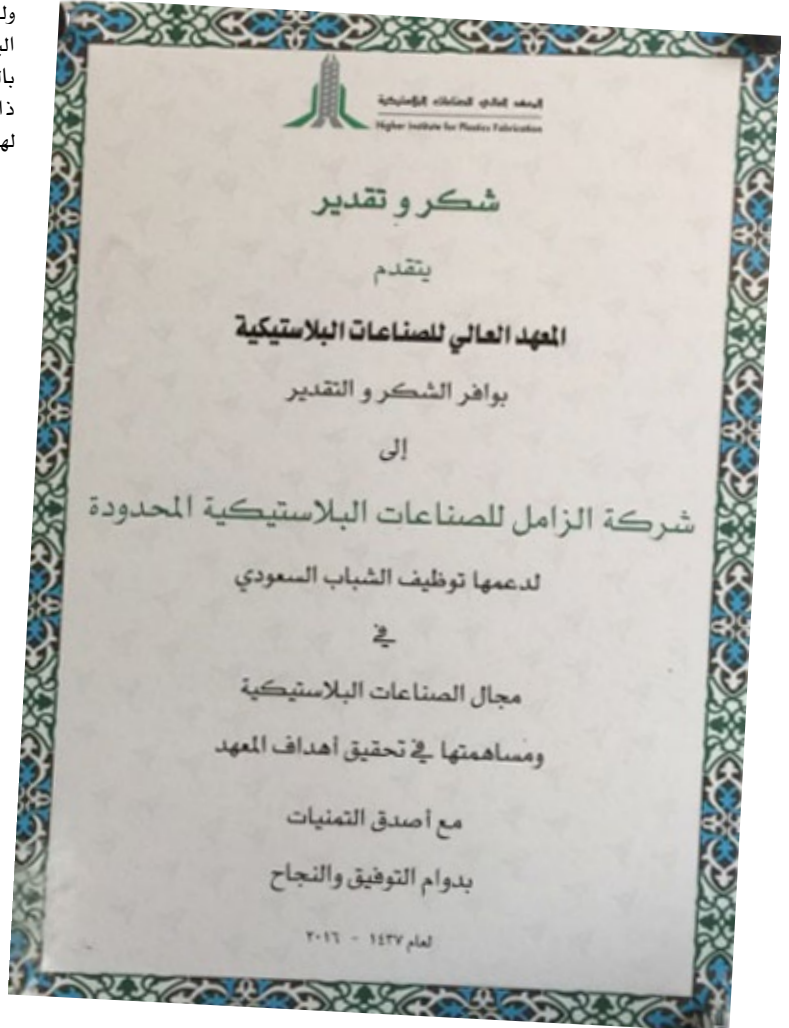 المعهد العالي للصناعات البلاستيكية
Higher Institute for Plastics Fabrication
شكر و تقدير
يتقدم
المعهد العالي للصناعات البلاستيكية
بوافر الشكر و التقدير
إلى
شركة الزامل للصناعات البلاستيكية المحدودة
لدعمها توظيف الشباب السعودي
في
مجال الصناعات البلاستيكية
ومساهمتها في تحقيق أهداف المعهد
مع أصدق التمنيات
بدوام التوفيق والنجاح
لعام ١٤٣٧ - ٢٠١٦